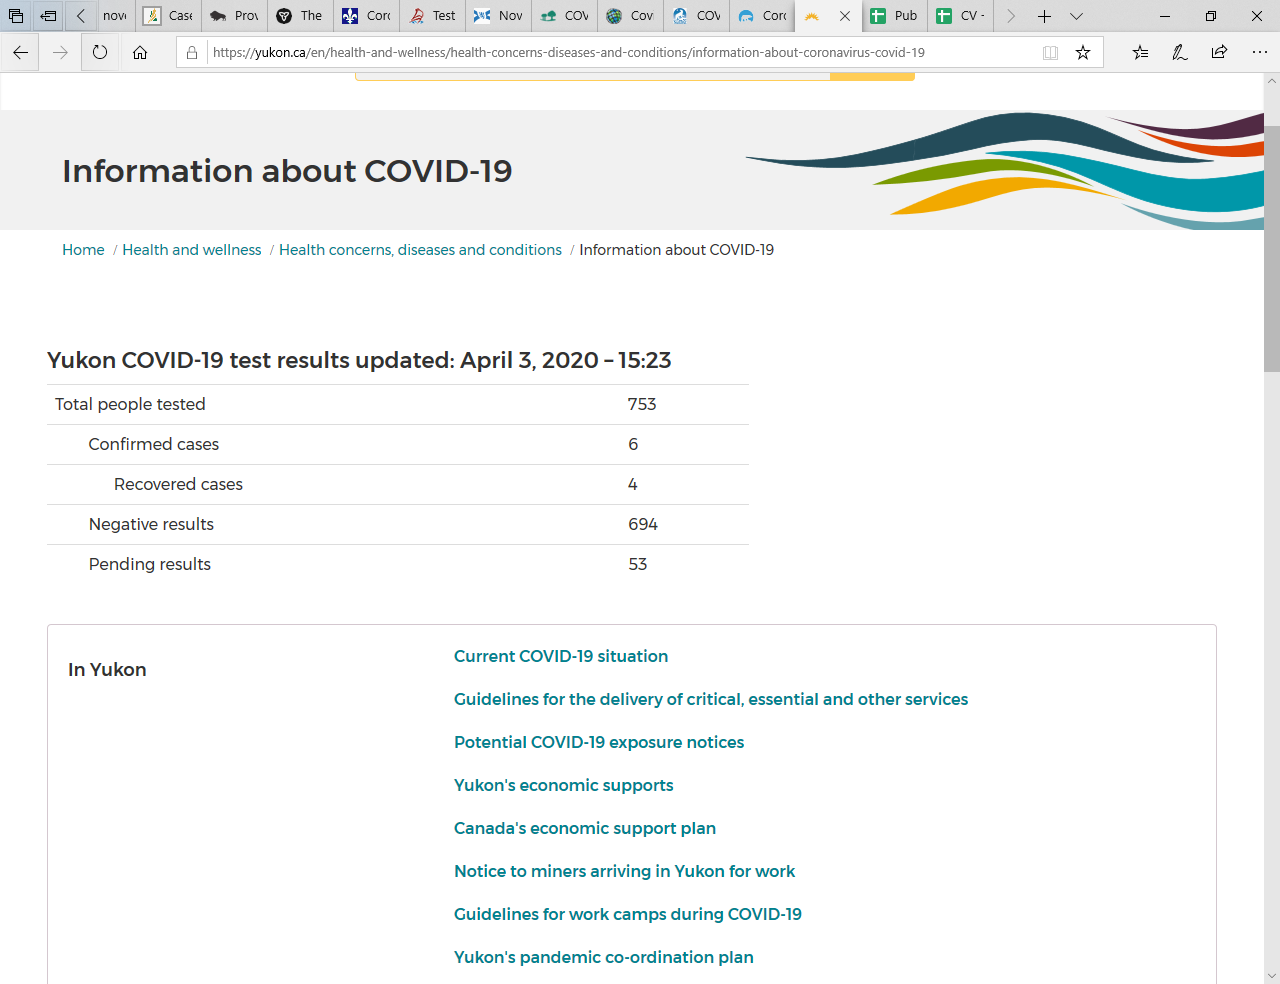 nov
Case
Prov
The
Cor
Test
Nov
COV
Cov
COV
Cor
Pub
CV -
https://yukon.ca/en/health-and-wellness/health-concerns-diseases-and-conditions/information-about-coronavirus-covid-19
Information about COVID-19
Home / Health and wellness / Health concerns, diseases and conditions / Information about COVID-19
Yukon COVID-19 test results updated: April 3, 2020 – 15:23
Total people tested 753
Confirmed cases 6
Recovered cases 4
Negative results 694
Pending results 53
In Yukon
Current COVID-19 situation
Guidelines for the delivery of critical, essential and other services
Potential COVID-19 exposure notices
Yukon's economic supports
Canada's economic support plan
Notice to miners arriving in Yukon for work
Guidelines for work camps during COVID-19
Yukon's pandemic co-ordination plan